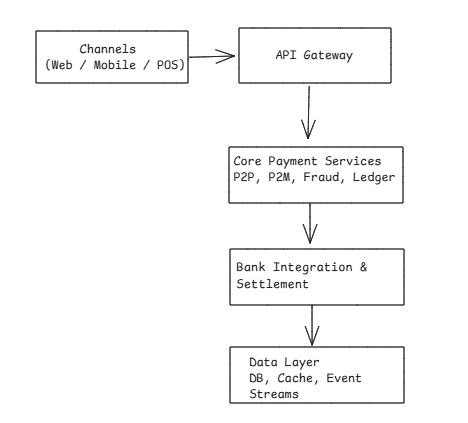 Channels
(Web / Mobile / POS)
API Gateway
Core Payment Services
P2P, P2M, Fraud, Ledger
Bank Integration &
Settlement
Data Layer
DB, Cache, Event
Streams